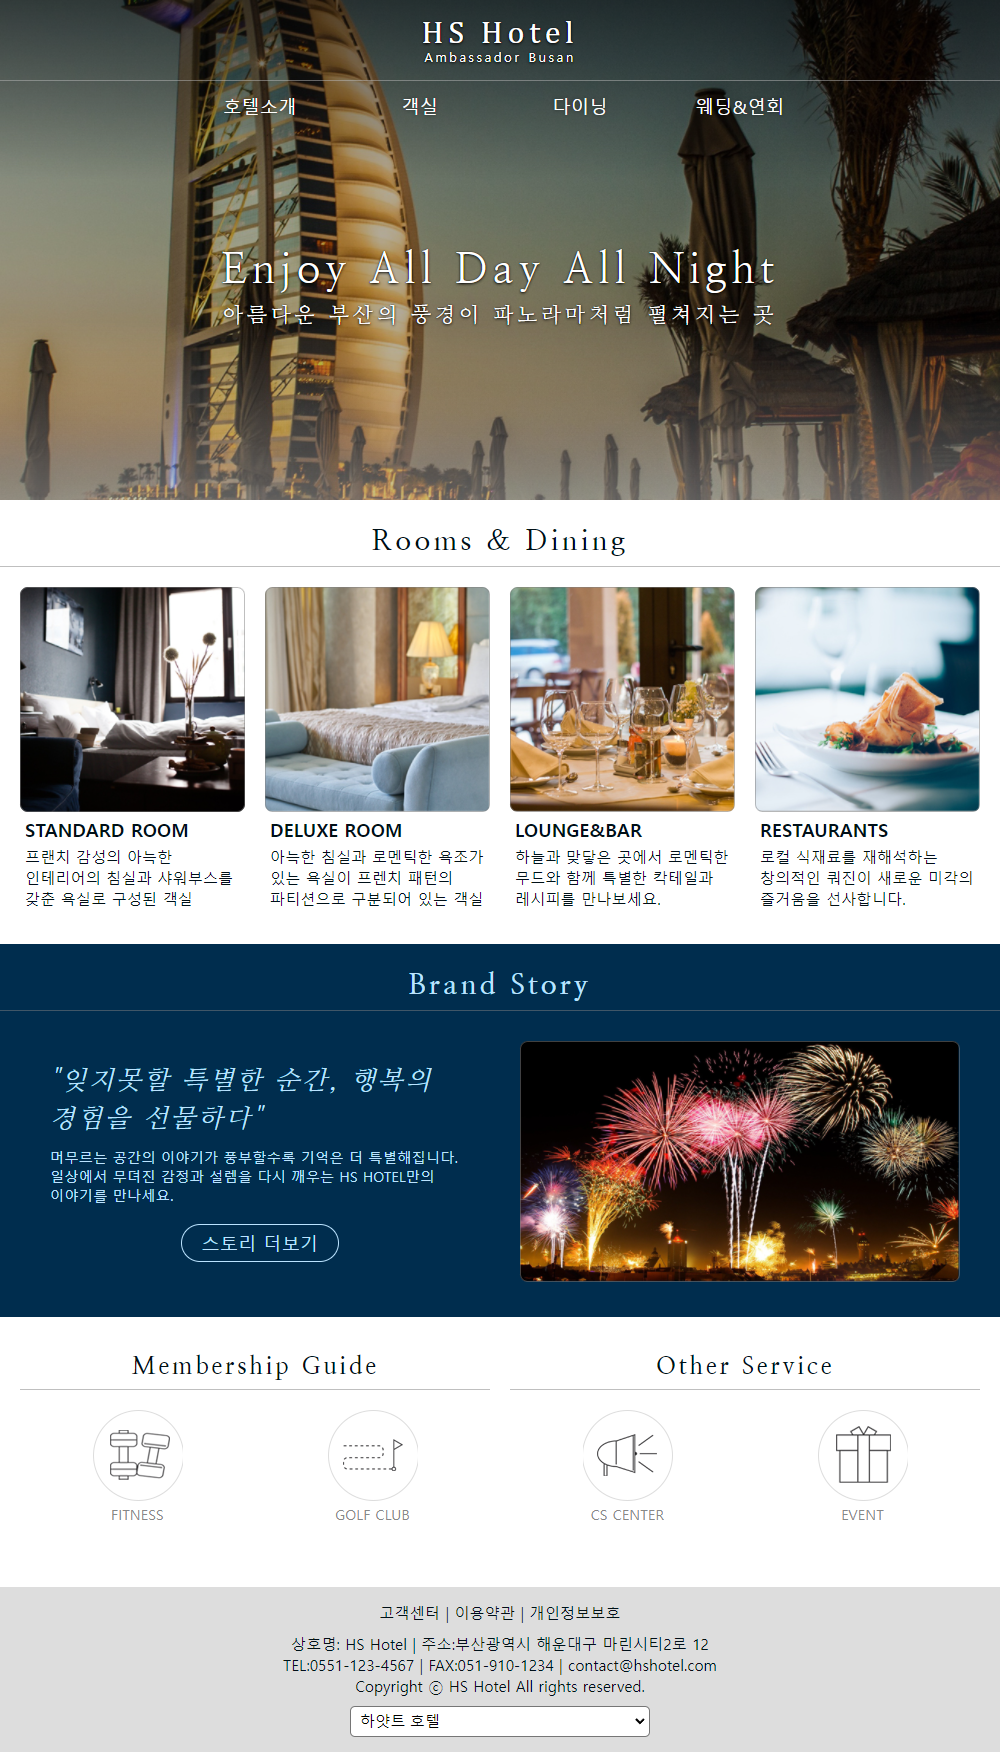 HS Hotel
Ambassador Busan
호텔소개 객실 다이닝 웨딩&연회
Enjoy All Day All Night
아름다운 부산의 풍경이 파노라마처럼 펼쳐지는 곳
Rooms & Dining
STANDARD ROOM
프랜치 감성의 아늑한
인테리어의 침실과 샤워부스를
갖춘 욕실로 구성된 객실
DELUXE ROOM
아늑한 침실과 로멘틱한 욕조가
있는 욕실이 프렌치 패턴의
파티션으로 구분되어 있는 객실
LOUNGE&BAR
하늘과 맞닿은 곳에서 로멘틱한
무드와 함께 특별한 칵테일과
레시피를 만나보세요.
RESTAURANTS
로컬 식재료를 재해석하는
창의적인 퀴진이 새로운 미각의
즐거움을 선사합니다.
Brand Story
"잊지못할 특별한 순간, 행복의
경험을 선물하다"
머무르는 공간의 이야기가 풍부할수록 기억은 더 특별해집니다.
일상에서 무뎌진 감정과 설렘을 다시 깨우는 HS HOTEL만의
이야기를 만나세요.
스토리 더보기
Membership Guide
FITNESS
GOLF CLUB
Other Service
CS CENTER
EVENT
고객센터 | 이용약관 | 개인정보보호
상호명: HS Hotel | 주소:부산광역시 해운대구 마린시티2로 12
TEL:0551-123-4567 | FAX:051-910-1234 | contact@hshotel.com
Copyright ⓒ HS Hotel All rights reserved.
하얏트 호텔